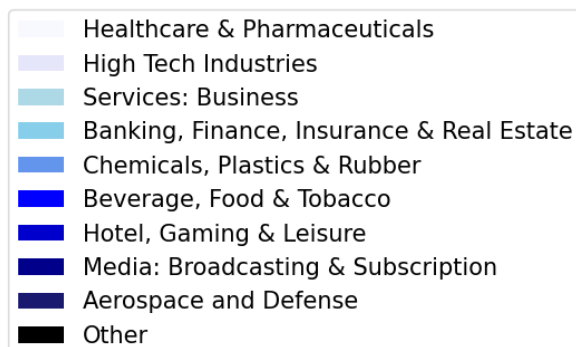 Healthcare & Pharmaceuticals
High Tech Industries
Services: Business
Banking, Finance, Insurance & Real Estate
Chemicals, Plastics & Rubber
Beverage, Food & Tobacco
Hotel, Gaming & Leisure
Media: Broadcasting & Subscription
Aerospace and Defense
Other